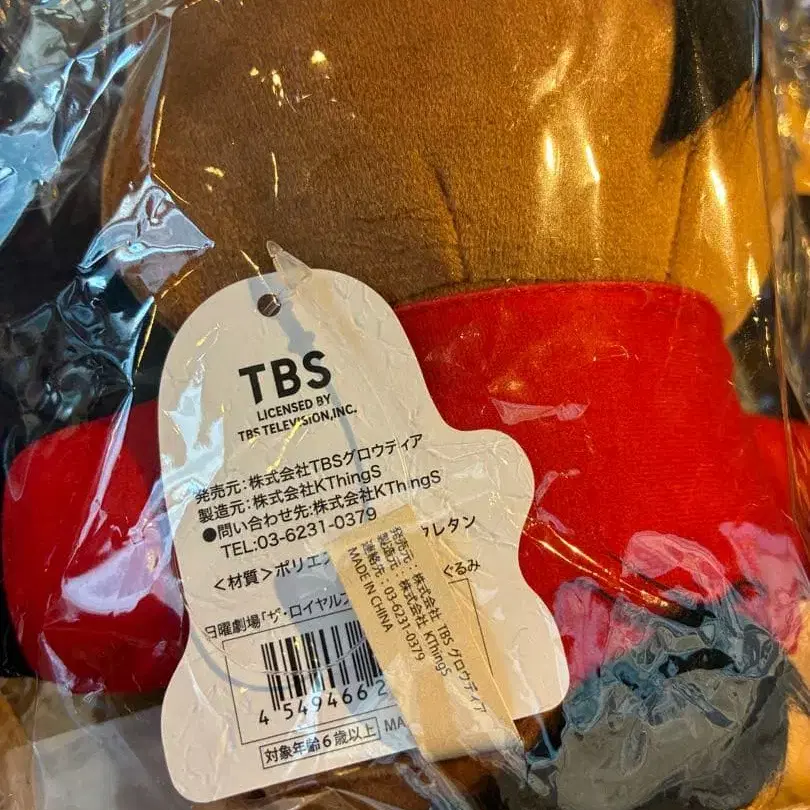 TBS
LICENSED BY
TBS TELEVISION,INC.
発売元:株式会社TBSグロウディア
製造元:株式会社KThingS
●問い合わせ先:株式会社KThingS
TEL:03-6231-0379
<材質>ポリエス レタン
ぐるみ
日曜劇場「ザ・ロイヤルフ
4 549466 2
対象年齢6歳以上 MA
発売元:株式会社 TBS グロウディア
製造元:株式会社 KThingS
連絡先:03-6231-0379
MADE IN CHINA